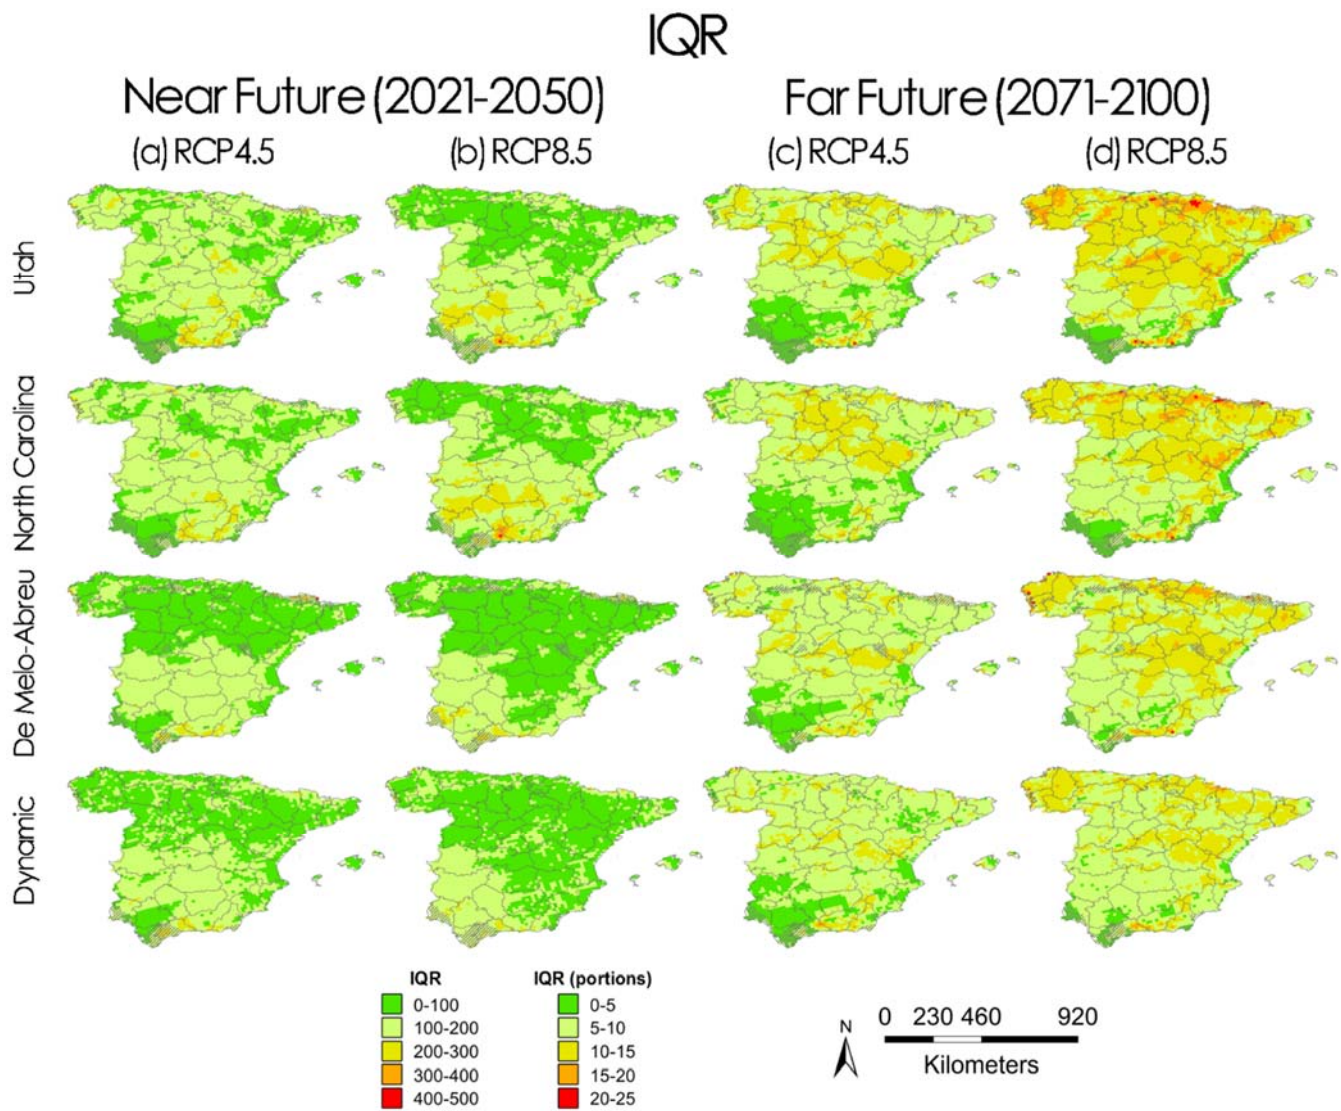 IQR
Near Future (2021-2050) Far Future (2071-2100)
(a) RCP4.5 (b) RCP8.5 (c) RCP4.5 (d) RCP8.5
Utah
North Carolina
De Melo-Abreu
Dynamic
IQR IQR (portions)
0-100 0-5
100-200 5-10
200-300 10-15
300-400 15-20
400-500 20-25
N
0 230 460 920
Kilometers